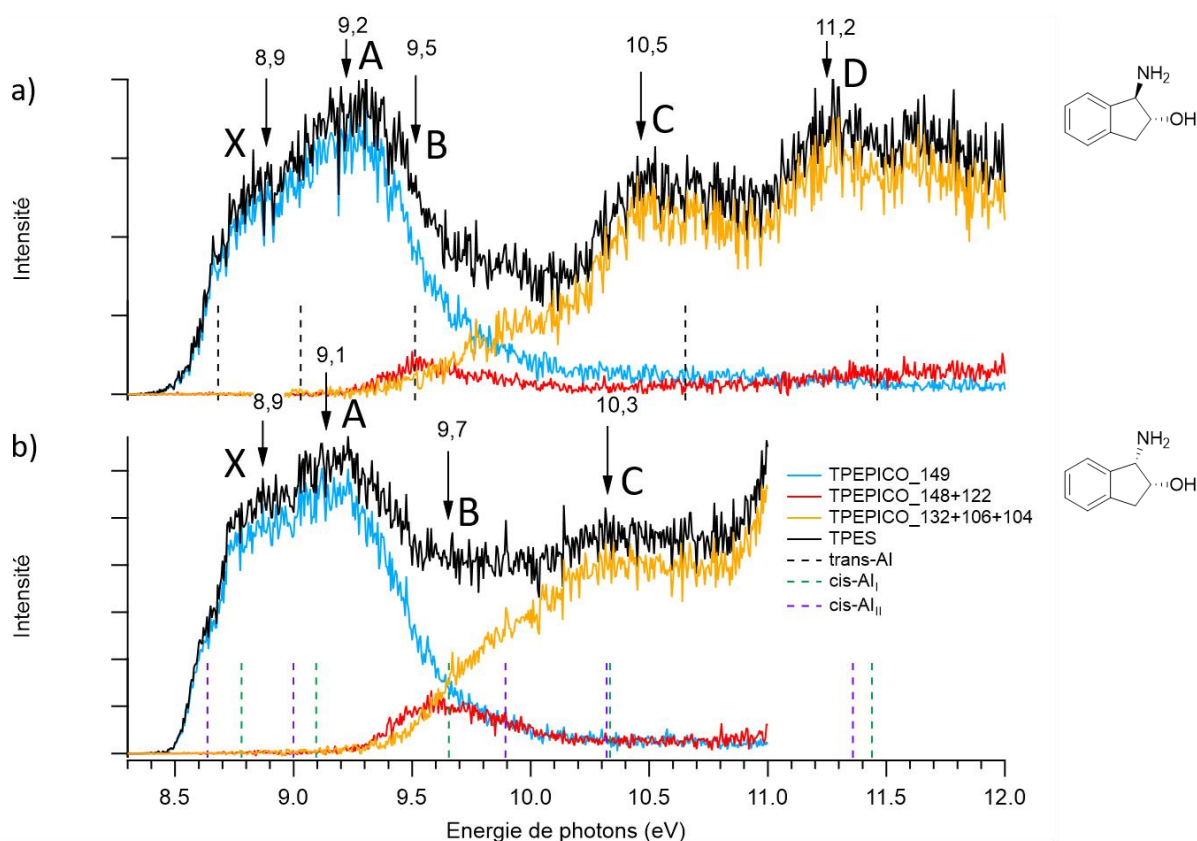 a)
Intensité
8,9
9,2
9,5
10,5
11,2
X
A
B
C
D
NH2
OH
b)
Intensité
8,9
9,1
9,7
10,3
X
A
B
C
TPEPICO_149
TPEPICO_148+122
TPEPICO_132+106+104
TPES
trans-AI
cis-AII
cis-AIII
NH2
OH
8.5 9.0 9.5 10.0 10.5 11.0 11.5 12.0
Energie de photons (eV)